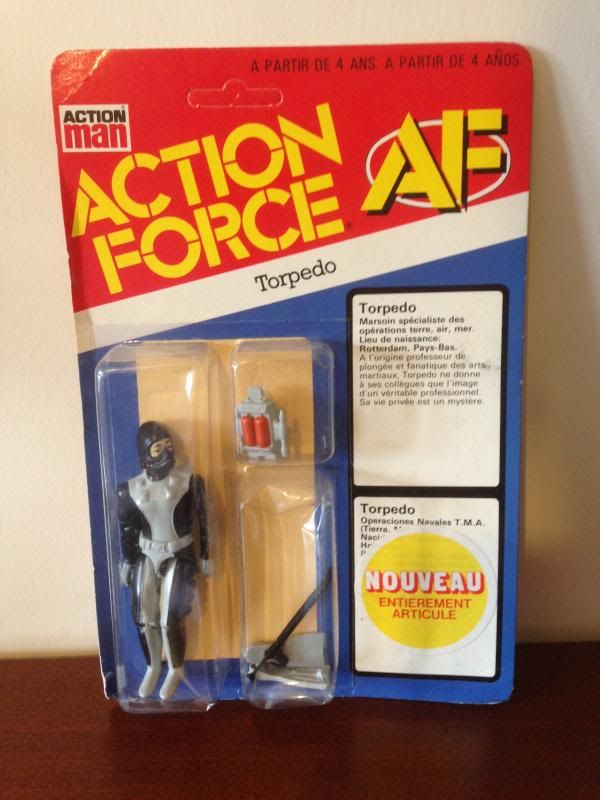 A PARTIR DE 4 ANS. A PARTIR DE 4 AÑOS
ACTION
man
ACTION
FORCE
AF
Torpedo
Torpedo
Marsoin spécialiste des
opérations terre, air, mer.
Lieu de naissance:
Rotterdam, Pays-Bas.
A l'origine professeur de
plongée et fanatique des arts
martiaux, Torpedo ne donne
à ses collègues que l'image
d'un véritable professionnel.
Sa vie privée est un mystère.
Torpedo
Operaciones Navales T.M.A.
(Tierra,
NOUVEAU
ENTIEREMENT
ARTICULE